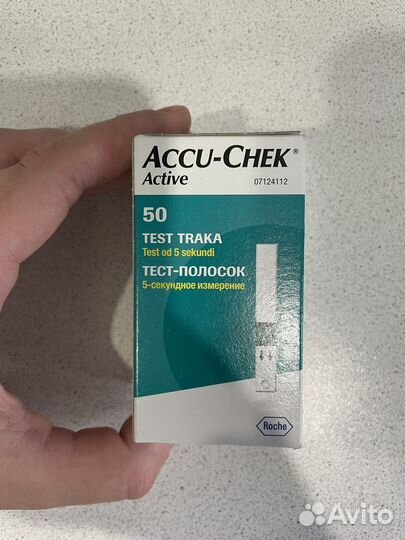 ACCU-CHEK®
Active
07124112
50
TEST TRAKA
Test od 5 sekundi
ТЕСТ-ПОЛОСОК
5-секундное измерение
Roche
Avito